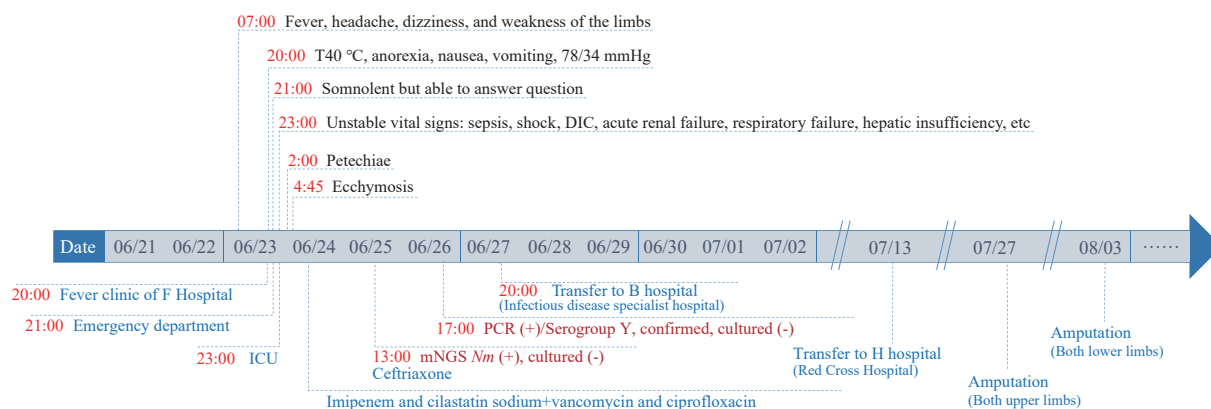 07:00 Fever, headache, dizziness, and weakness of the limbs
20:00 T40 ℃, anorexia, nausea, vomiting, 78/34 mmHg
21:00 Somnolent but able to answer question
23:00 Unstable vital signs: sepsis, shock, DIC, acute renal failure, respiratory failure, hepatic insufficiency, etc
2:00 Petechiae
4:45 Ecchymosis
Date 06/21 06/22 06/23 06/24 06/25 06/26 06/27 06/28 06/29 06/30 07/01 07/02 07/13 07/27 08/03 ······
20:00 Fever clinic of F Hospital
20:00 Transfer to B hospital
(Infectious disease specialist hospital)
21:00 Emergency department
17:00 PCR (+)/Serogroup Y, confirmed, cultured (-)
23:00 ICU
13:00 mNGS Nm (+), cultured (-)
Ceftriaxone
Transfer to H hospital
(Red Cross Hospital)
Amputation
(Both lower limbs)
Amputation
(Both upper limbs)
Imipenem and cilastatin sodium+vancomycin and ciprofloxacin